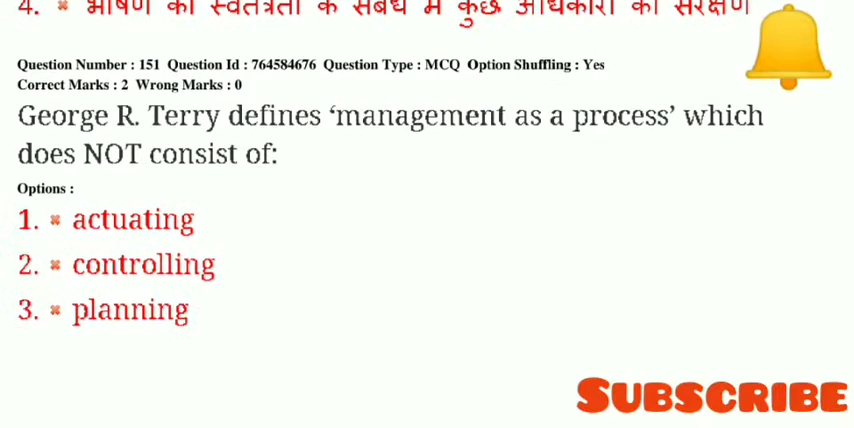 4. भाषण की स्वतंत्रता के संबंध में कुछ अधिकारों का संरक्षण
Question Number : 151 Question Id : 764584676 Question Type : MCQ Option Shuffling : Yes
Correct Marks : 2 Wrong Marks : 0
George R. Terry defines ‘management as a process’ which
does NOT consist of:
Options :
1. actuating
2. controlling
3. planning
SUBSCRIBE